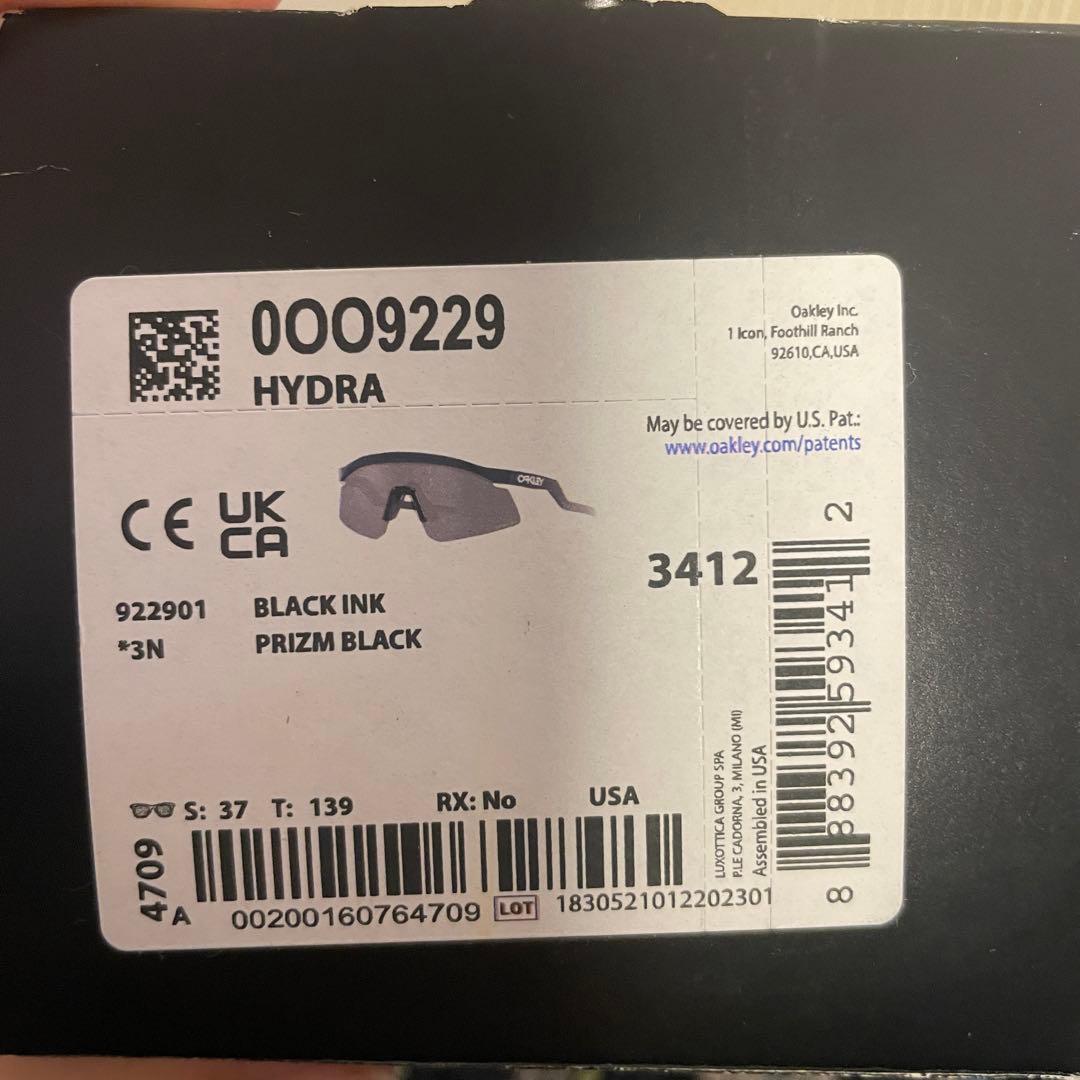 0OO9229
HYDRA
Oakley Inc.
1 Icon, Foothill Ranch
92610,CA,USA
May be covered by U.S. Pat.:
www.oakley.com/patents
OAKLEY
CE UK
CA
3412
922901 BLACK INK
*3N PRIZM BLACK
S: 37 T: 139 RX: No USA
4709
A
00200160764709 LOT 1830521012202301
LUXOTTICA GROUP SPA
P.LE CADORNA, 3, MILANO (MI)
Assembled in USA
8 88392 59341 2